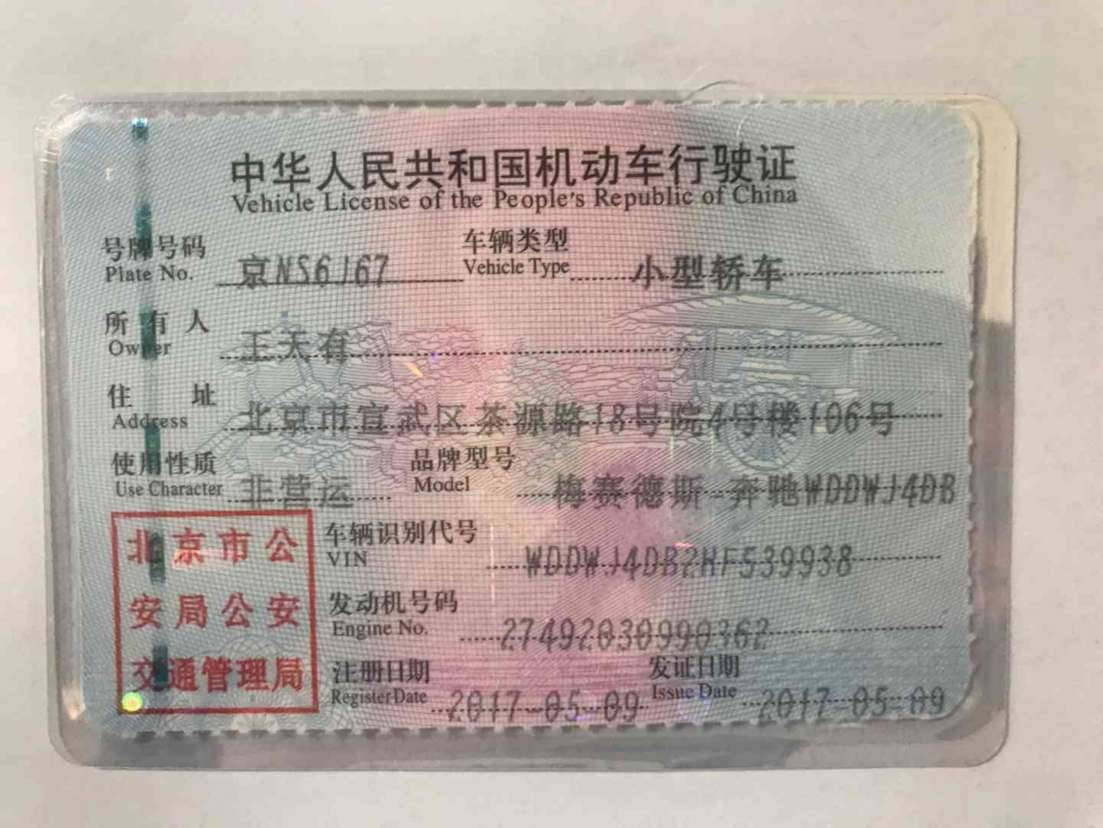 中华人民共和国机动车行驶证
Vehicle License of the People's Republic of China
号牌号码 京NS6J67 车辆类型 小型轿车
Plate No. Vehicle Type
所有人 王天有
Owner
住址 北京市宣武区茶源路18号院4号楼106号
Address
使用性质 非营运 品牌型号 梅赛德斯-奔驰WDDWJ4DB
Use Character Model
北京市公
安局公安
交通管理局
车辆识别代号 WDDWJ4DB2HF539938
VIN
发动机号码 27492030990362
Engine No.
注册日期 2017-05-09 发证日期 2017-05-09
Register Date Issue Date